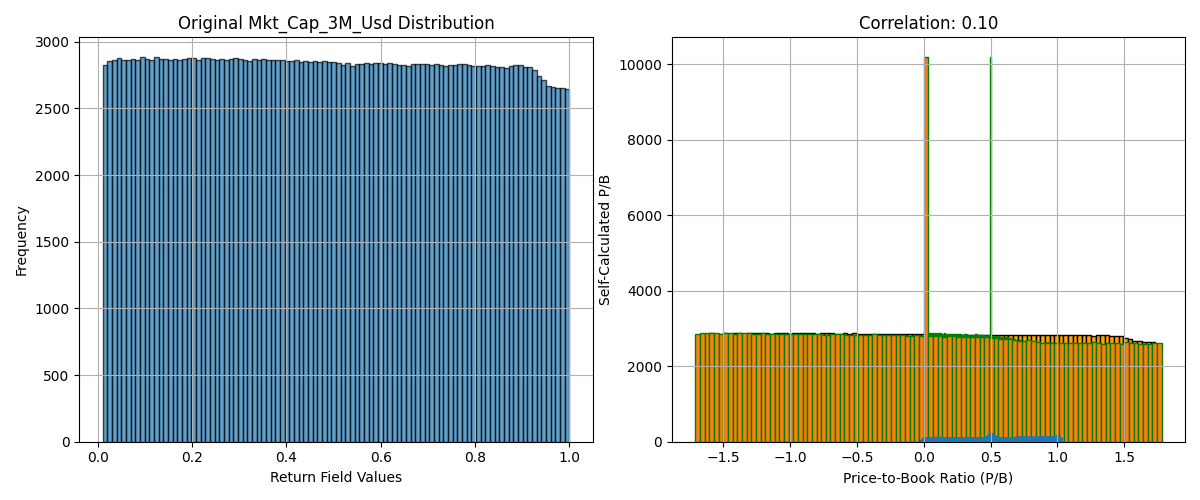 Original Mkt_Cap_3M_Usd Distribution
3000
2500
2000
1500
1000
500
0
Frequency
0.0 0.2 0.4 0.6 0.8 1.0
Return Field Values
Correlation: 0.10
10000
8000
6000
4000
2000
0
Self-Calculated P/B
−1.5 −1.0 −0.5 0.0 0.5 1.0 1.5
Price-to-Book Ratio (P/B)